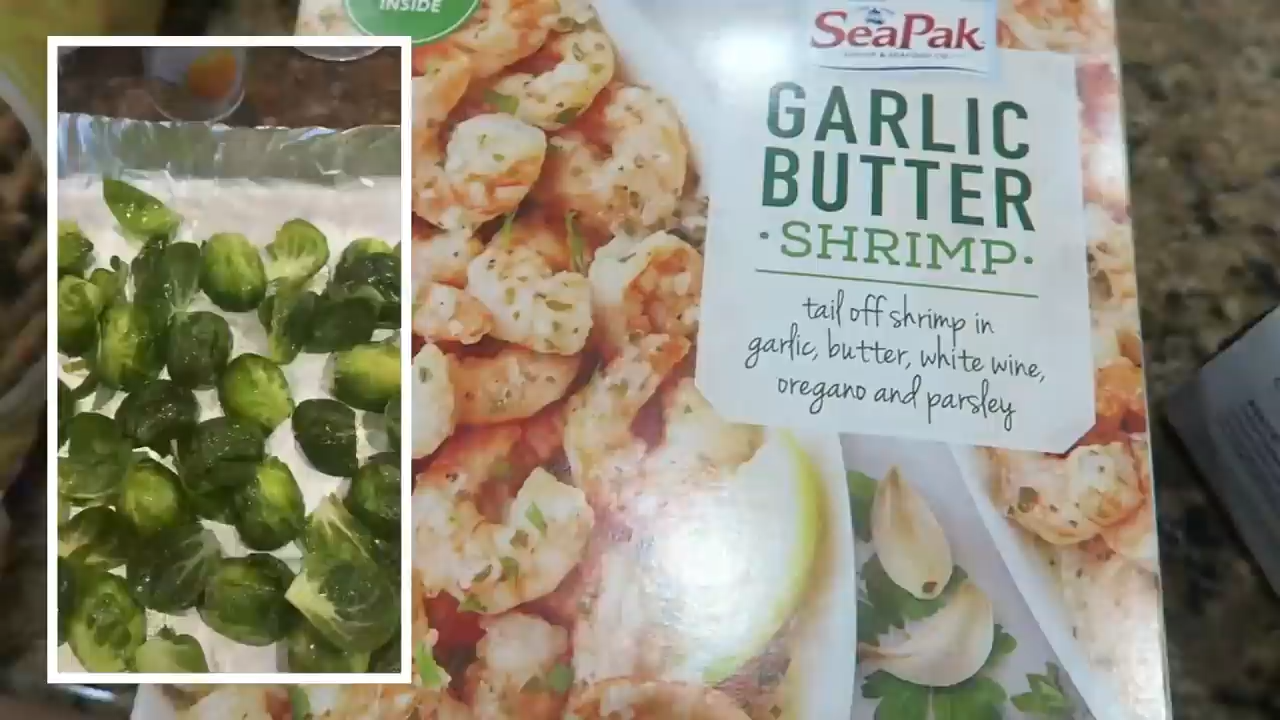 INSIDE
SeaPak
GARLIC
BUTTER
·SHRIMP·
tail off shrimp in
garlic, butter, white wine,
oregano and parsley